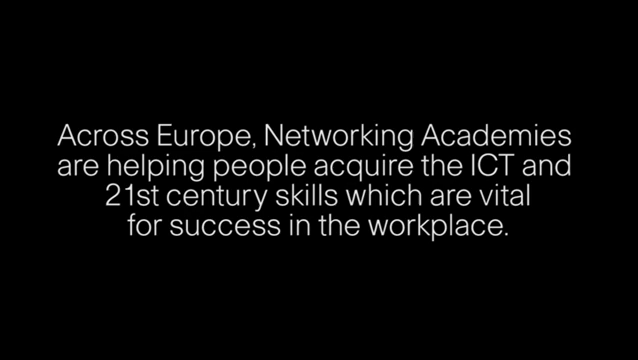 Across Europe, Networking Academies
are helping people acquire the ICT and
21st century skills which are vital
for success in the workplace.